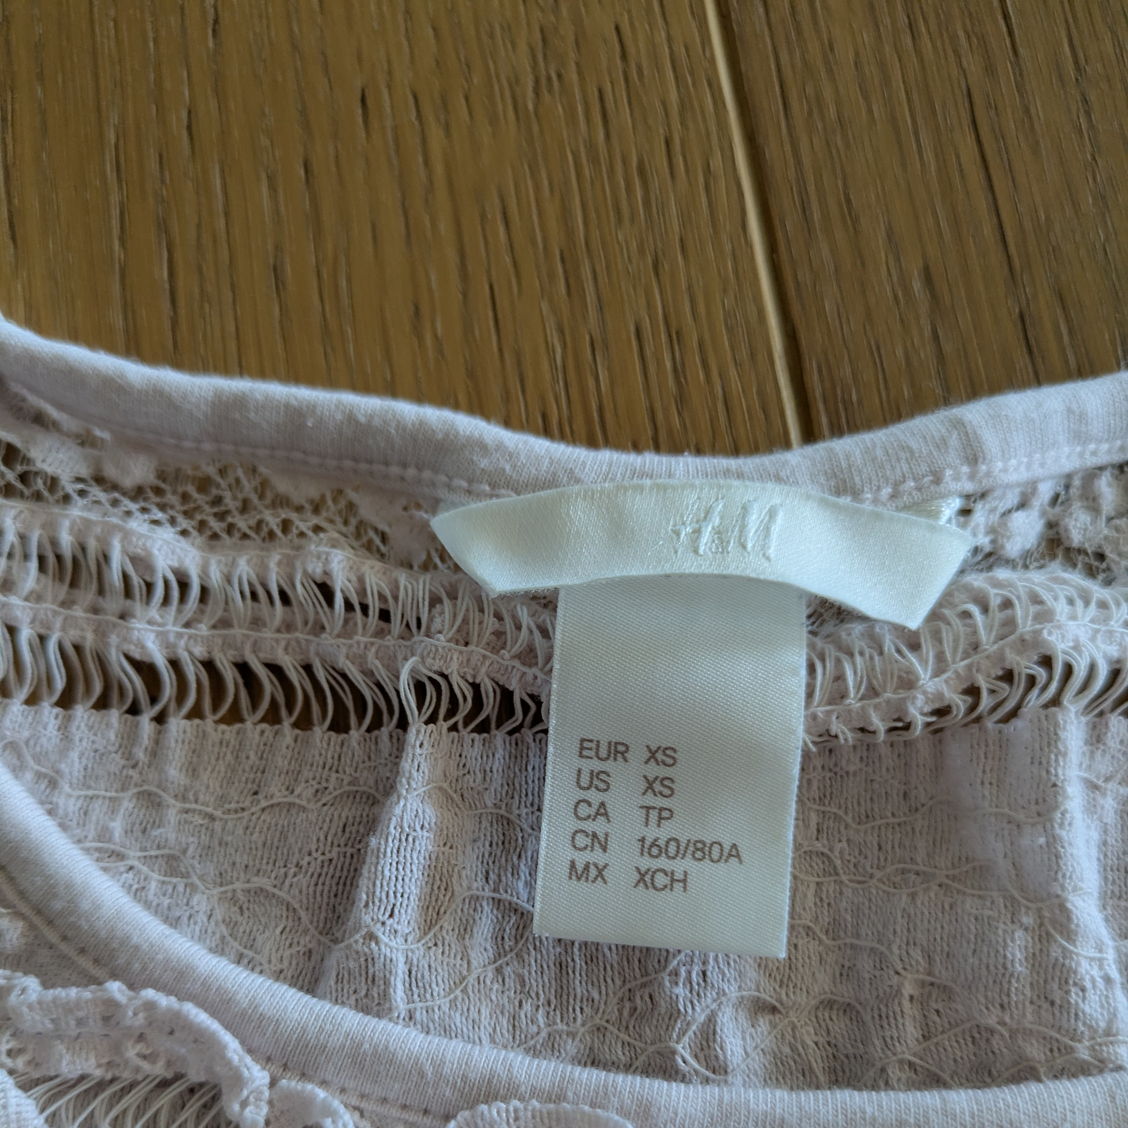 H&M
EUR XS
US XS
CA TP
CN 160/80A
MX XCH